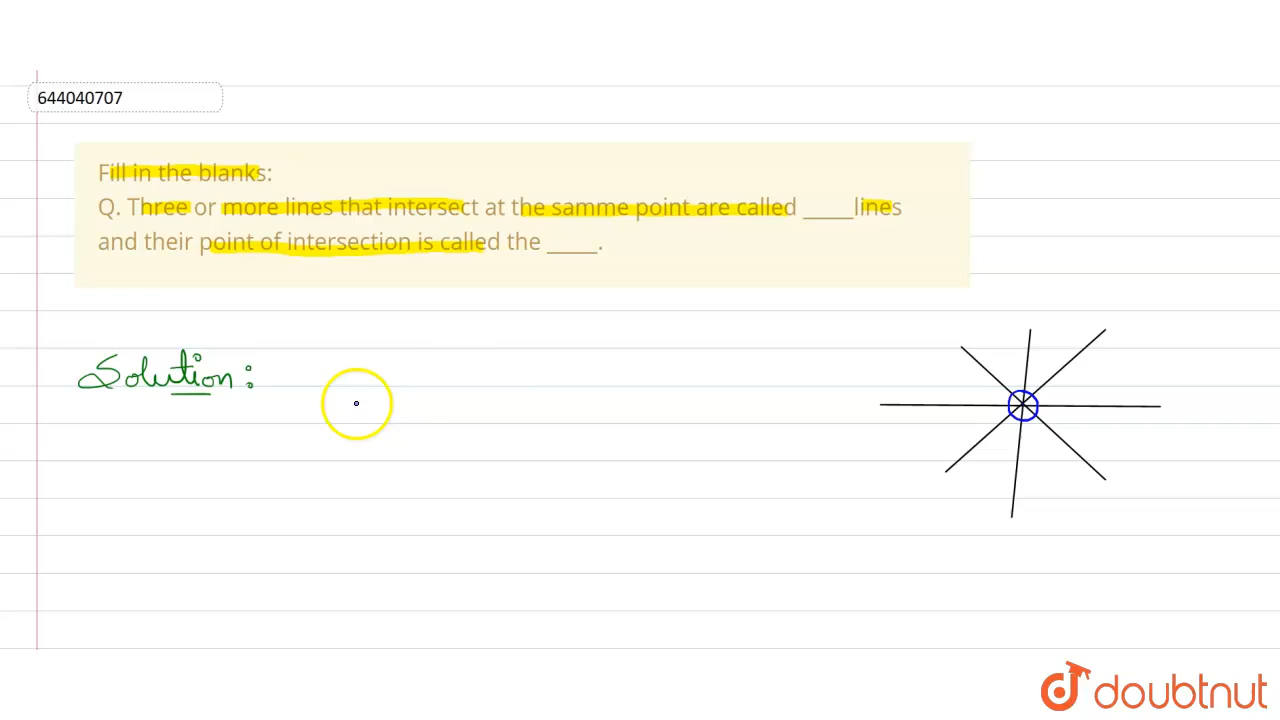 644040707
Fill in the blanks:
Q. Three or more lines that intersect at the samme point are called _____lines
and their point of intersection is called the _____.
Solution:
doubtnut